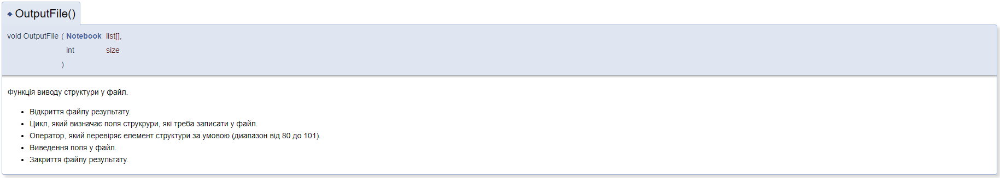 ◆ OutputFile()
void OutputFile ( Notebook list[],
int size
)
Функція виводу структури у файл.
• Відкриття файлу результату.
• Цикл, який визначає поля струкрури, які треба записати у файл.
• Оператор, який перевіряє елемент структури за умовою (диапазон від 80 до 101).
• Виведення поля у файл.
• Закриття файлу результату.